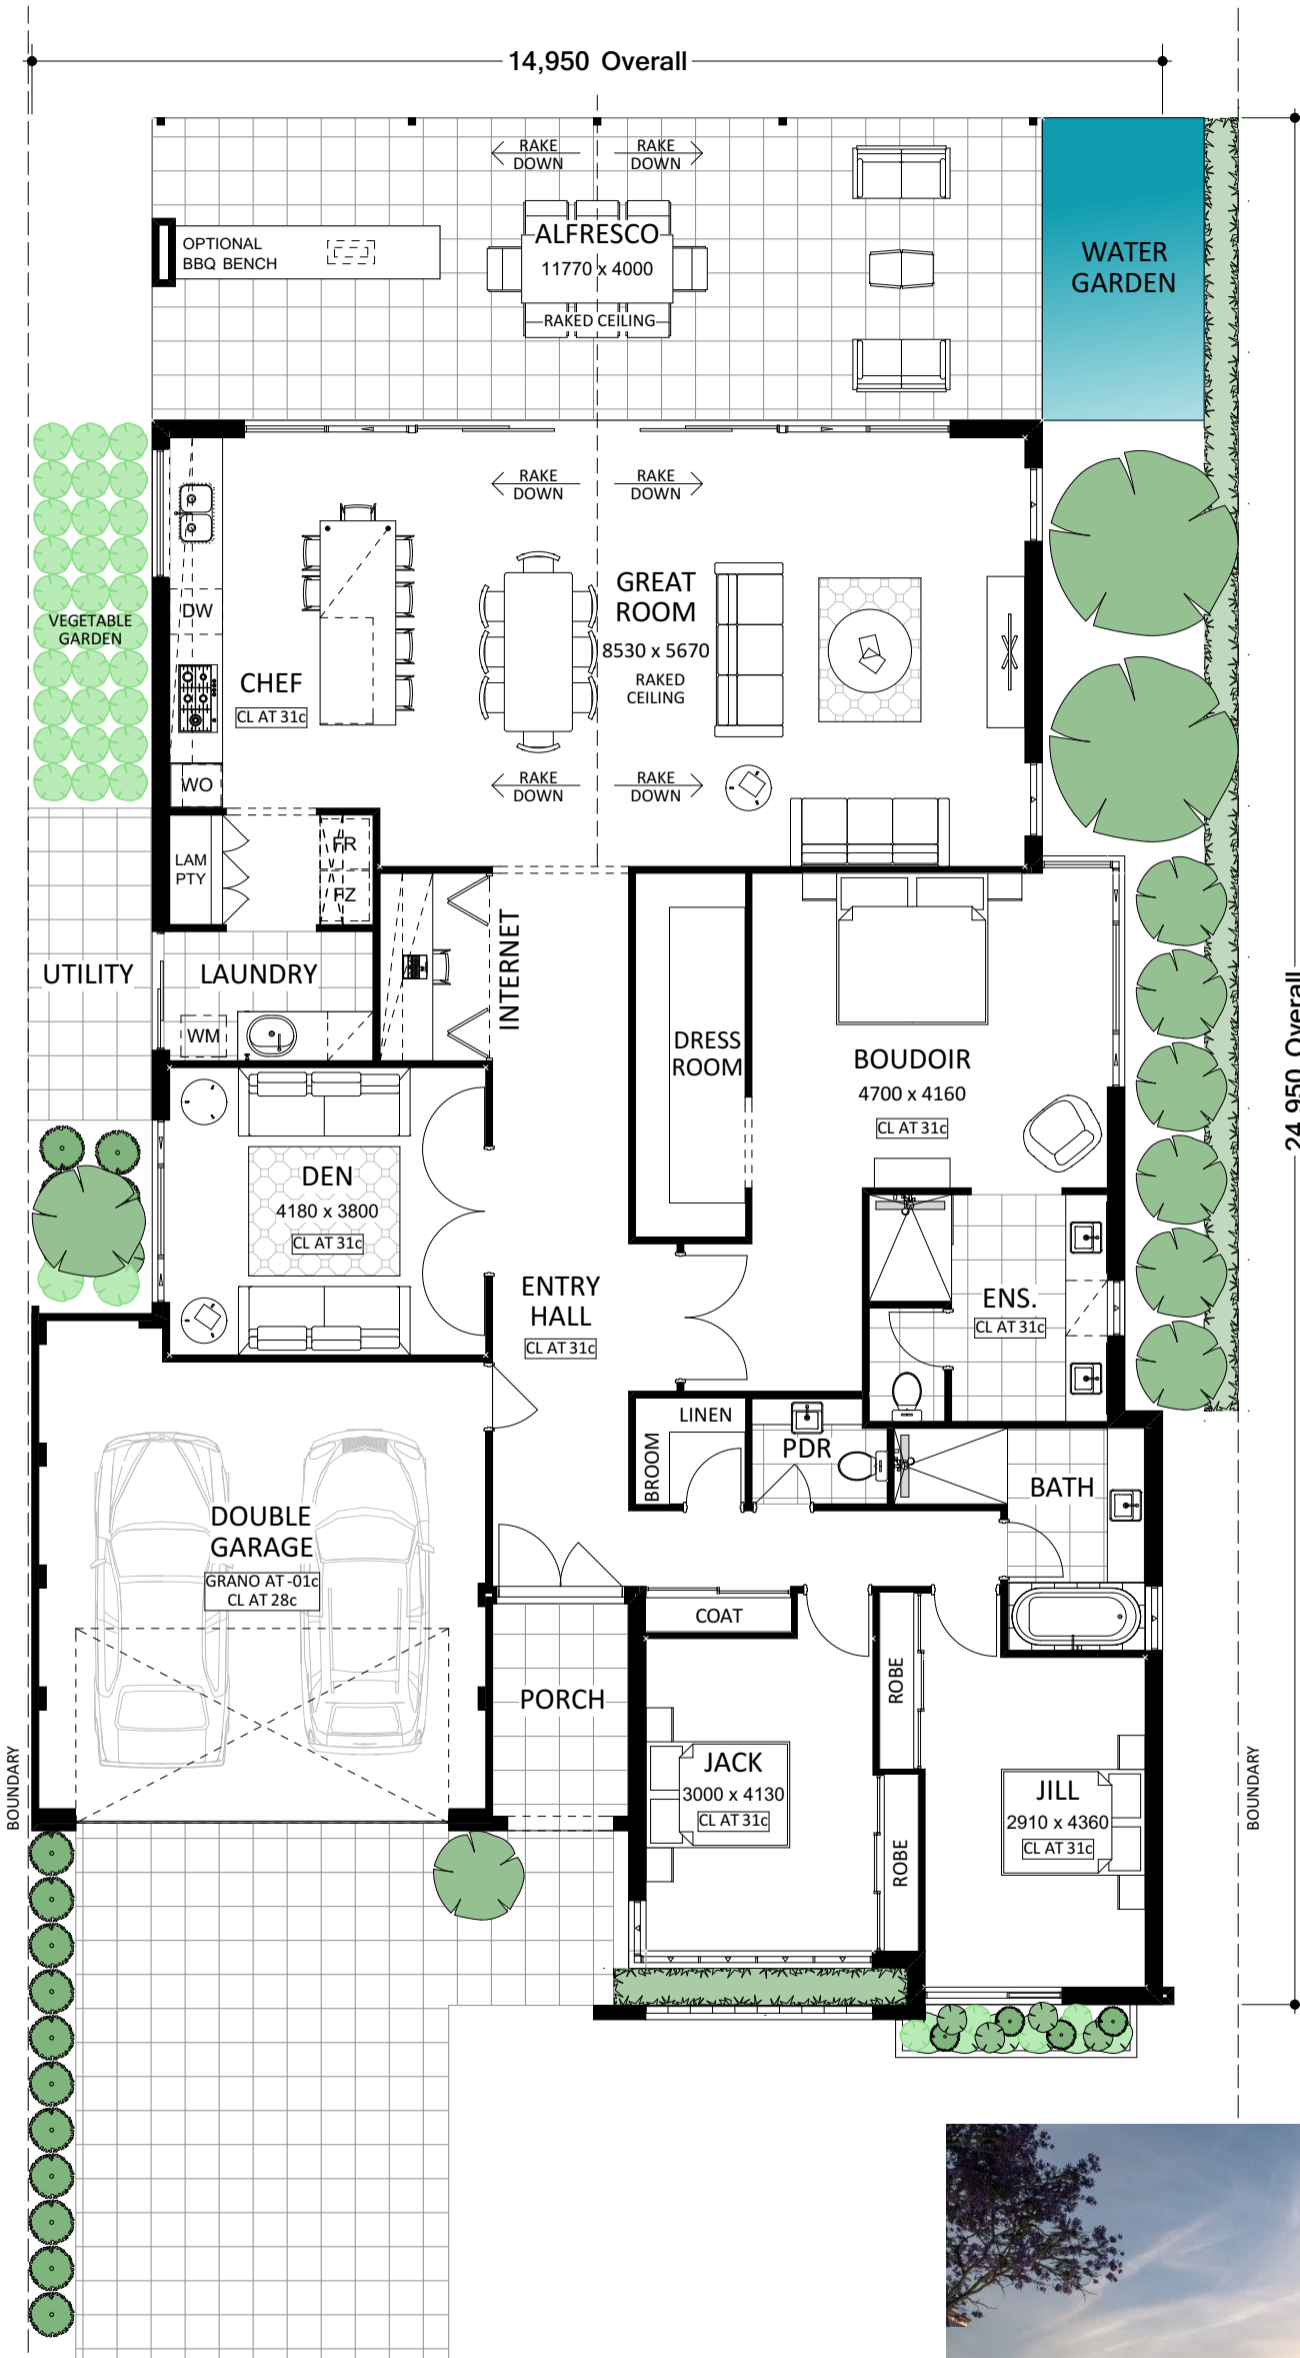 14,950 Overall
RAKE
DOWN
RAKE
DOWN
OPTIONAL
BBQ BENCH
ALFRESCO
11770 x 4000
RAKED CEILING
WATER
GARDEN
RAKE
DOWN
RAKE
DOWN
VEGETABLE
GARDEN
DW
CHEF
CL AT 31c
WO
GREAT
ROOM
8530 x 5670
RAKED
CEILING
RAKE
DOWN
RAKE
DOWN
LAM
PTY
FR
FZ
UTILITY
LAUNDRY
WM
INTERNET
DRESS
ROOM
BOUDOIR
4700 x 4160
CL AT 31c
24,950 Overall
DEN
4180 x 3800
CL AT 31c
ENTRY
HALL
CL AT 31c
ENS.
CL AT 31c
LINEN
BROOM
PDR
BATH
DOUBLE
GARAGE
GRANO AT -01c
CL AT 28c
COAT
PORCH
ROBE
JACK
3000 x 4130
CL AT 31c
ROBE
JILL
2910 x 4360
CL AT 31c
BOUNDARY
BOUNDARY